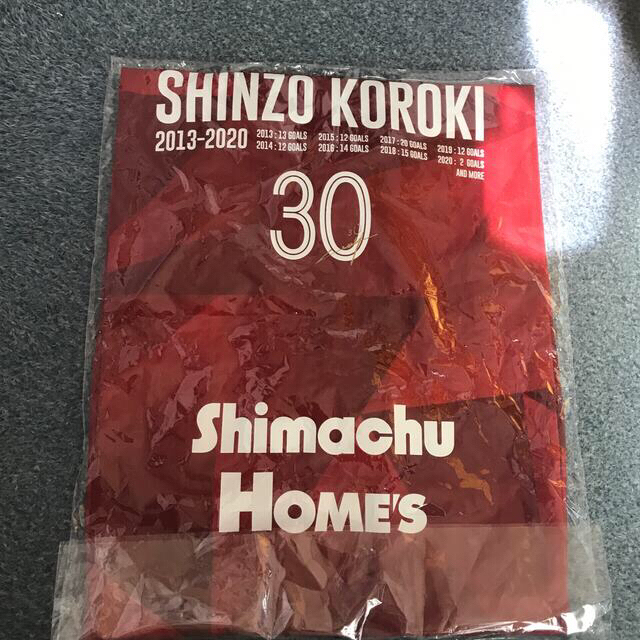 SHINZO KOROKI
2013-2020
2013 : 13 GOALS 2015 : 12 GOALS 2017 : 20 GOALS 2019 : 12 GOALS
2014 : 12 GOALS 2016 : 14 GOALS 2018 : 15 GOALS 2020 : 2 GOALS
AND MORE
30
Shimachu
HOME'S